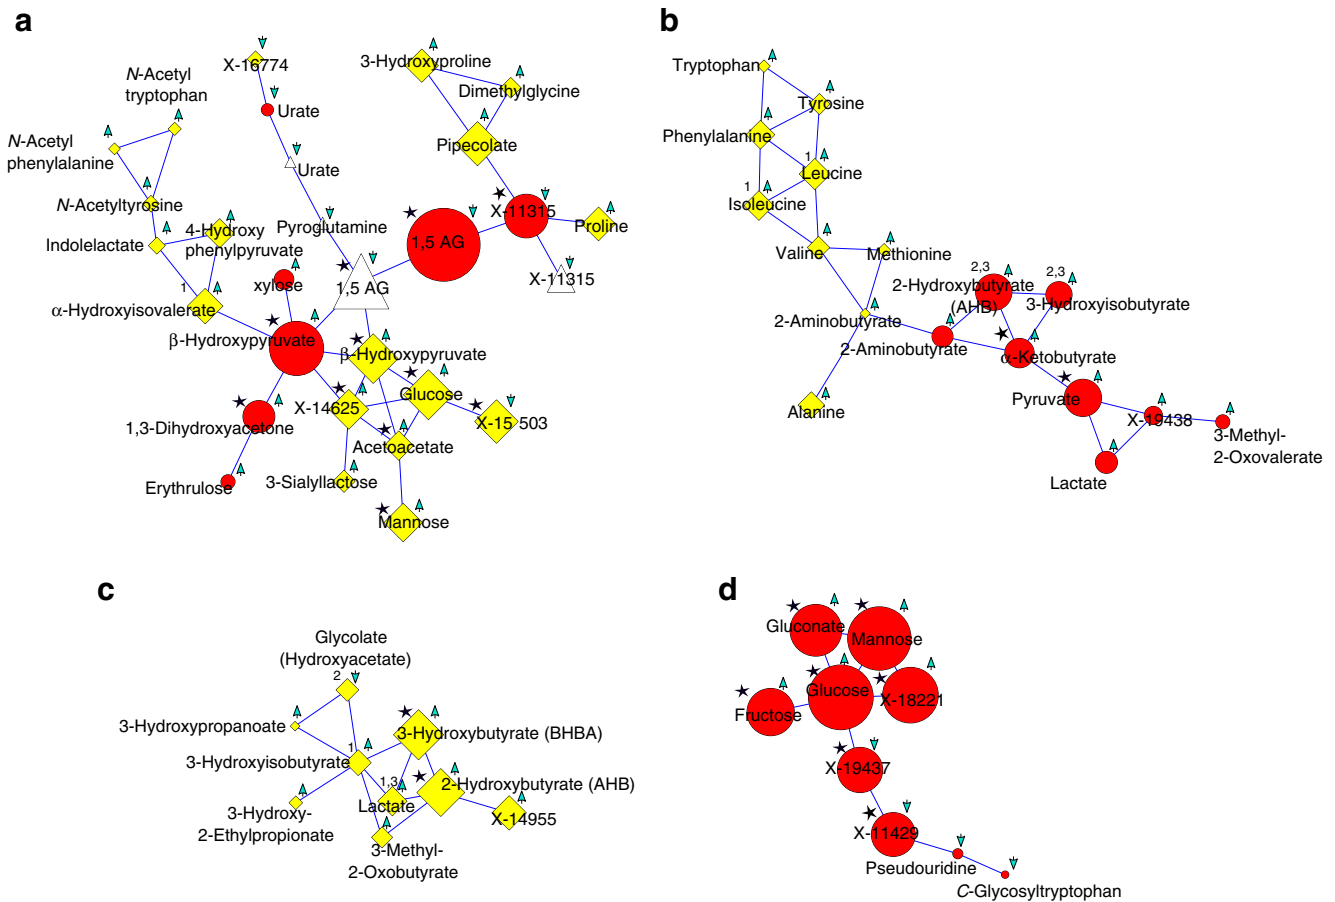 a
X-16774
N-Acetyl
tryptophan
Urate
N-Acetyl
phenylalanine
Urate
N-Acetyltyrosine
Pyroglutamine
Indolelactate
4-Hydroxy
phenylpyruvate
xylose
1
α-Hydroxyisovalerate
β-Hydroxypyruvate
1,5 AG
1,5 AG
3-Hydroxyproline
Dimethylglycine
Pipecolate
X-11315
Proline
X-11315
β-Hydroxypyruvate
Glucose
X-14625
X-15 503
1,3-Dihydroxyacetone
Acetoacetate
Erythrulose
3-Sialyllactose
Mannose
b
Tryptophan
Tyrosine
Phenylalanine
1
Leucine
1
Isoleucine
Valine
Methionine
2,3
2,3
2-Hydroxybutyrate
(AHB)
3-Hydroxyisobutyrate
2-Aminobutyrate
2-Aminobutyrate
α-Ketobutyrate
Alanine
Pyruvate
X-19438
3-Methyl-
2-Oxovalerate
Lactate
c
Glycolate
(Hydroxyacetate)
2
3-Hydroxypropanoate
3-Hydroxybutyrate (BHBA)
1
3-Hydroxyisobutyrate
1,3
2-Hydroxybutyrate (AHB)
Lactate
3-Hydroxy-
2-Ethylpropionate
X-14955
3-Methyl-
2-Oxobutyrate
d
Gluconate
Mannose
Glucose
X-18221
Fructose
X-19437
X-11429
Pseudouridine
C-Glycosyltryptophan